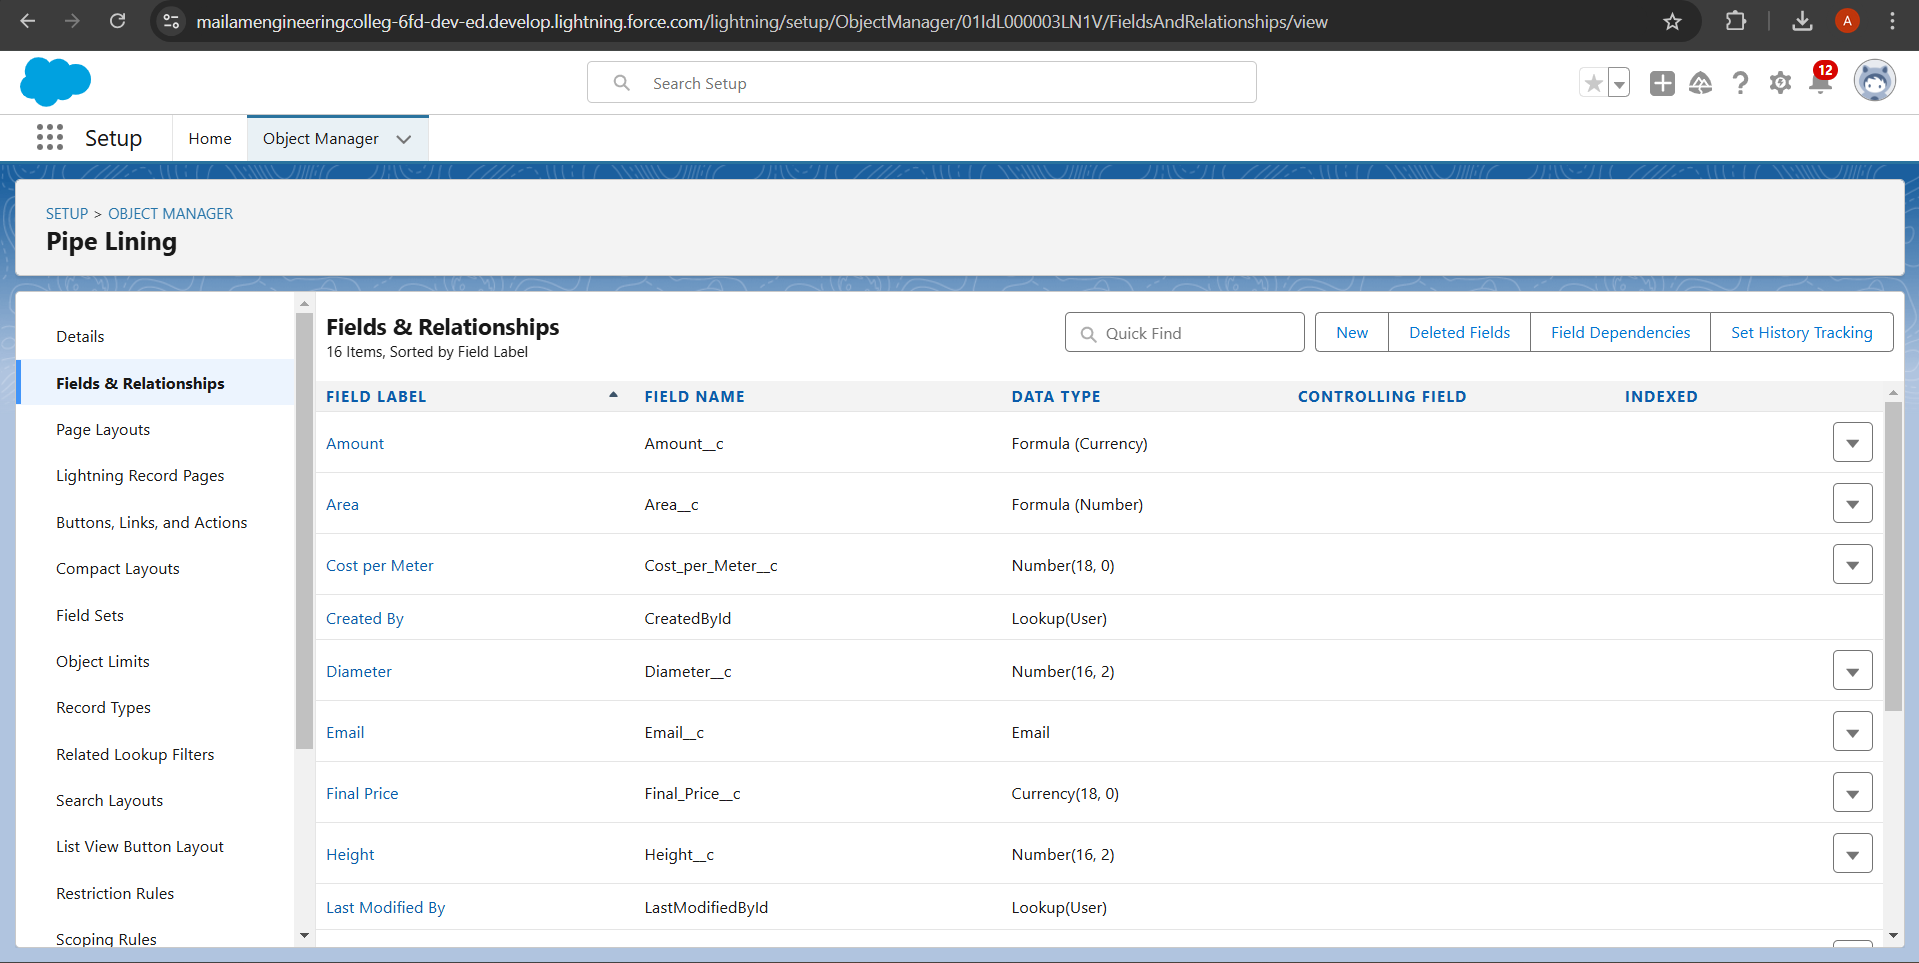 mailamengineeringcolleg-6fd-dev-ed.develop.lightning.force.com/lightning/setup/ObjectManager/01IdL000003LN1V/FieldsAndRelationships/view
A
Search Setup
12
Setup
Home
Object Manager
SETUP > OBJECT MANAGER
Pipe Lining
Details
Fields & Relationships
Page Layouts
Lightning Record Pages
Buttons, Links, and Actions
Compact Layouts
Field Sets
Object Limits
Record Types
Related Lookup Filters
Search Layouts
List View Button Layout
Restriction Rules
Scoping Rules
Fields & Relationships
16 Items, Sorted by Field Label
Quick Find
New
Deleted Fields
Field Dependencies
Set History Tracking
FIELD LABEL FIELD NAME DATA TYPE CONTROLLING FIELD INDEXED
Amount Amount__c Formula (Currency)
Area Area__c Formula (Number)
Cost per Meter Cost_per_Meter__c Number(18, 0)
Created By CreatedById Lookup(User)
Diameter Diameter__c Number(16, 2)
Email Email__c Email
Final Price Final_Price__c Currency(18, 0)
Height Height__c Number(16, 2)
Last Modified By LastModifiedById Lookup(User)